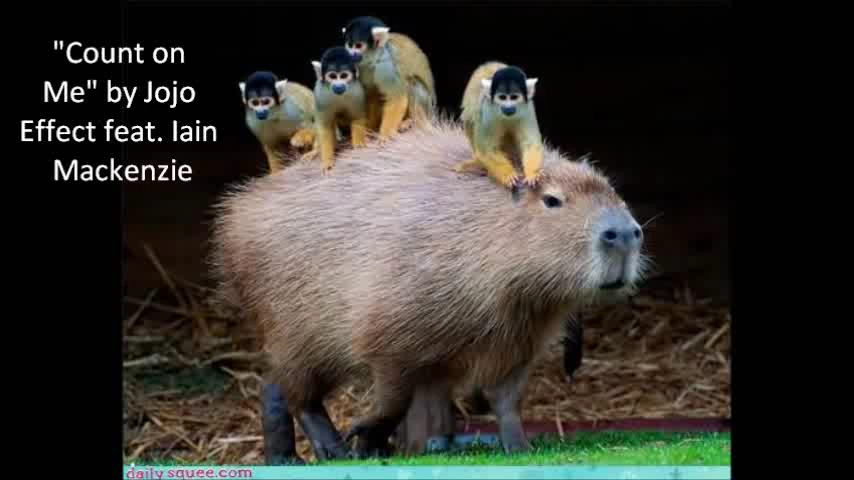 "Count on
Me" by Jojo
Effect feat. Iain
Mackenzie
dailysquee.com